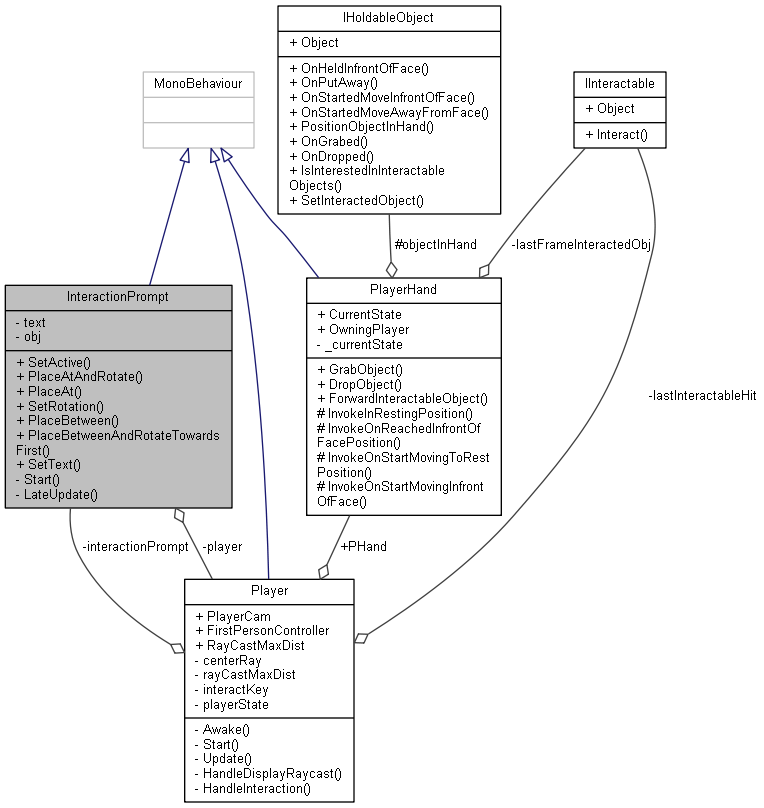 IHoldableObject
+ Object
+ OnHeldInfrontOfFace()
+ OnPutAway()
+ OnStartedMoveInfrontOfFace()
+ OnStartedMoveAwayFromFace()
+ PositionObjectInHand()
+ OnGrabed()
+ OnDropped()
+ IsInterestedInInteractable
Objects()
+ SetInteractedObject()
MonoBehaviour
IInteractable
+ Object
+ Interact()
#objectInHand
-lastFrameInteractedObj
InteractionPrompt
- text
- obj
+ SetActive()
+ PlaceAtAndRotate()
+ PlaceAt()
+ SetRotation()
+ PlaceBetween()
+ PlaceBetweenAndRotateTowards
First()
+ SetText()
- Start()
- LateUpdate()
PlayerHand
+ CurrentState
+ OwningPlayer
- _currentState
+ GrabObject()
+ DropObject()
+ ForwardInteractableObject()
# InvokeInRestingPosition()
# InvokeOnReachedInfrontOf
FacePosition()
# InvokeOnStartMovingToRest
Position()
# InvokeOnStartMovingInfront
OfFace()
-lastInteractableHit
-interactionPrompt
-player
+PHand
Player
+ PlayerCam
+ FirstPersonController
+ RayCastMaxDist
- centerRay
- rayCastMaxDist
- interactKey
- playerState
- Awake()
- Start()
- Update()
- HandleDisplayRaycast()
- HandleInteraction()